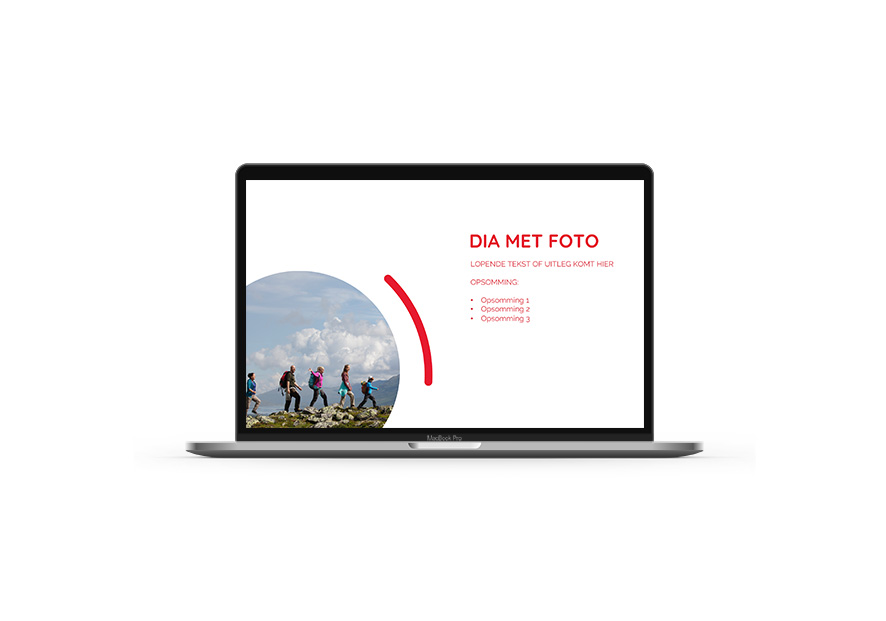 DIA MET FOTO
LOPENDE TEKST OF UITLEG KOMT HIER
OPSOMMING:
• Opsomming 1
• Opsomming 2
• Opsomming 3
MacBook Pro